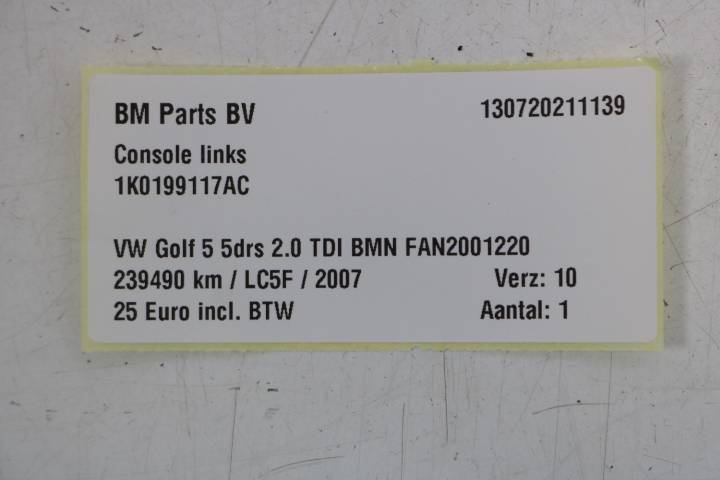 BM Parts BV 130720211139
Console links
1K0199117AC
VW Golf 5 5drs 2.0 TDI BMN FAN2001220
239490 km / LC5F / 2007 Verz: 10
25 Euro incl. BTW Aantal: 1